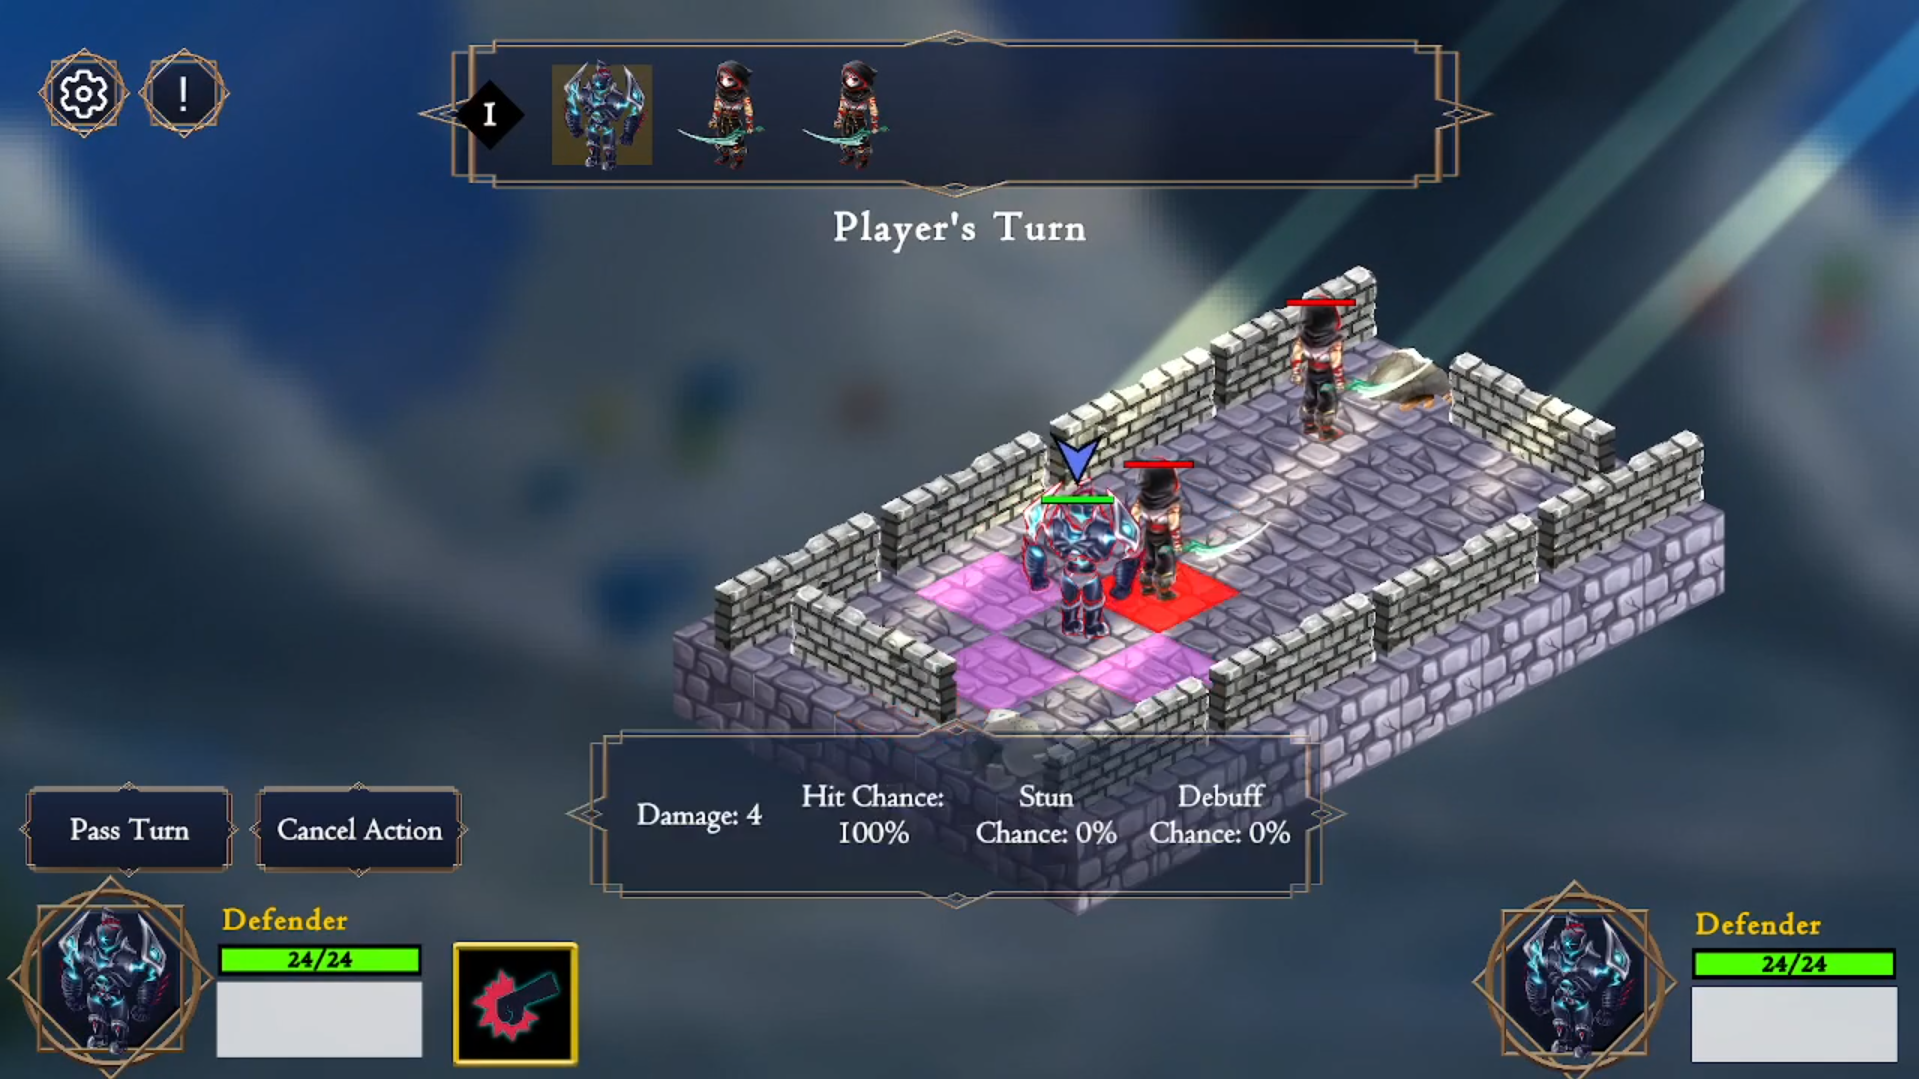 I
Player's Turn
Damage: 4
Hit Chance:
100%
Stun
Chance: 0%
Debuff
Chance: 0%
Pass Turn
Cancel Action
Defender
24/24
Defender
24/24